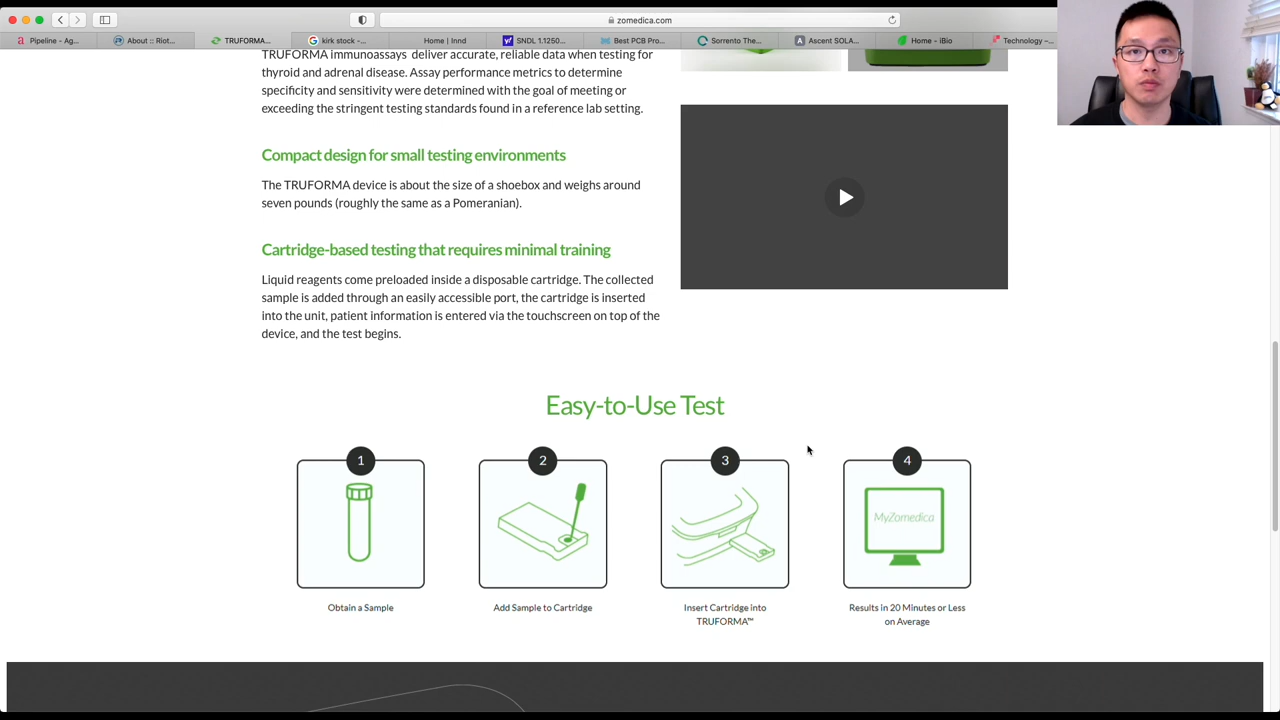 zomedica.com
Pipeline - Ag...
About :: Riot...
TRUFORMA...
kirk stock -...
Home | Innd
SNDL 1.1250...
Best PCB Pro...
Sorrento The...
Ascent SOLA...
Home - iBio
Technology –...
TRUFORMA immunoassays deliver accurate, reliable data when testing for
thyroid and adrenal disease. Assay performance metrics to determine
specificity and sensitivity were determined with the goal of meeting or
exceeding the stringent testing standards found in a reference lab setting.
Compact design for small testing environments
The TRUFORMA device is about the size of a shoebox and weighs around
seven pounds (roughly the same as a Pomeranian).
Cartridge-based testing that requires minimal training
Liquid reagents come preloaded inside a disposable cartridge. The collected
sample is added through an easily accessible port, the cartridge is inserted
into the unit, patient information is entered via the touchscreen on top of the
device, and the test begins.
Easy-to-Use Test
1
2
3
4
MyZomedica
Obtain a Sample
Add Sample to Cartridge
Insert Cartridge into
TRUFORMA™
Results in 20 Minutes or Less
on Average